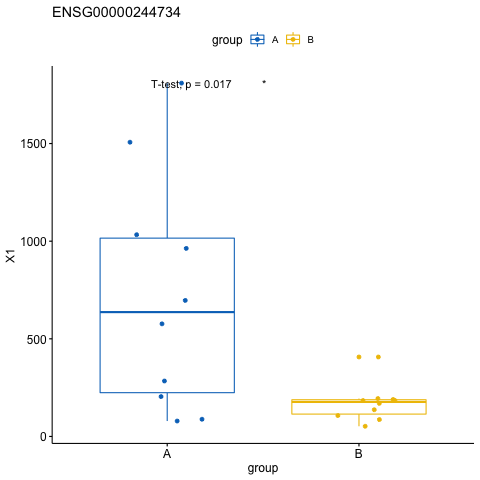 ENSG00000244734
group A B
T-test, p = 0.017 *
1500
1000
500
0
X1
A B
group